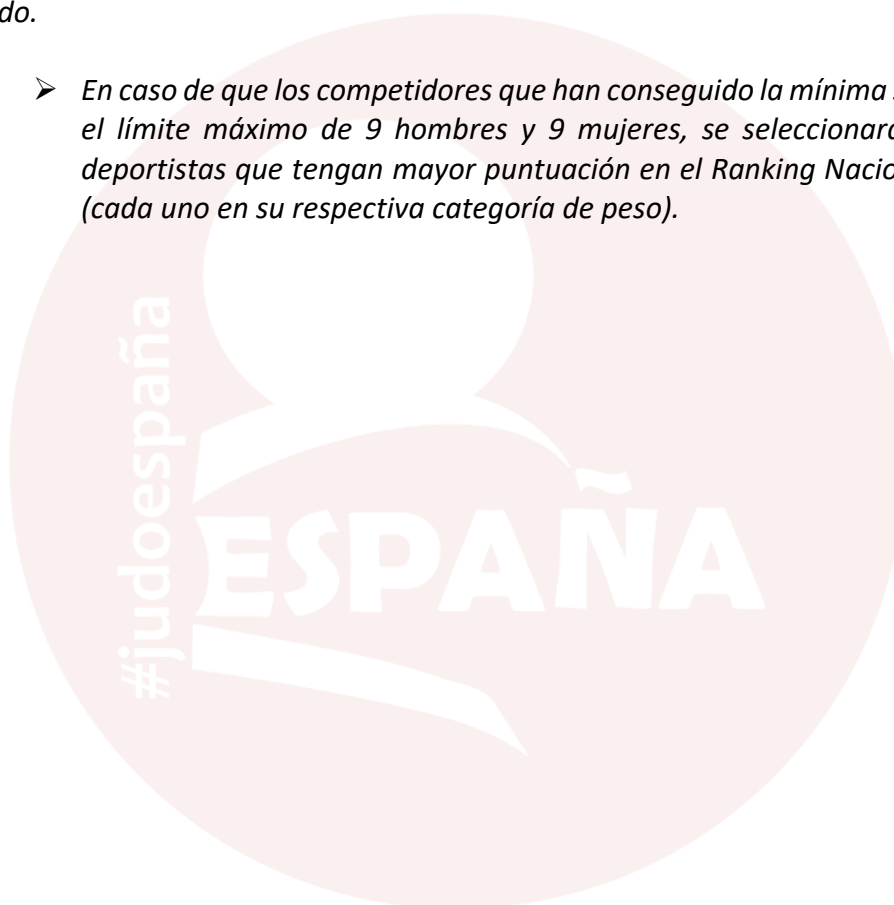 do.
➢ En caso de que los competidores que han conseguido la mínima
el límite máximo de 9 hombres y 9 mujeres, se
deportistas que tengan mayor puntuación en el Ranking
(cada uno en su respectiva categoría de peso).
#judoespaña
ESPAÑA